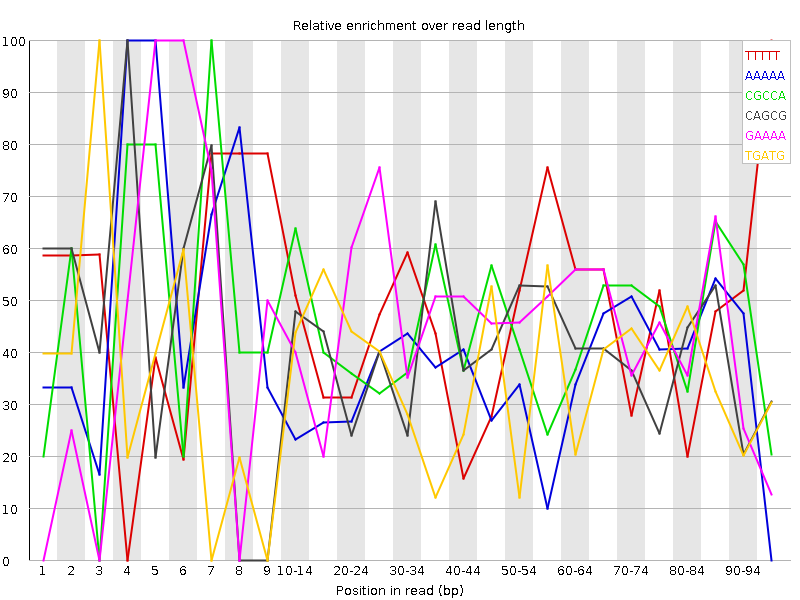 Relative enrichment over read length
100
90
80
70
60
50
40
30
20
10
0
TTTTT
AAAAA
CGCCA
CAGCG
GAAAA
TGATG
1 2 3 4 5 6 7 8 9 10-14 20-24 30-34 40-44 50-54 60-64 70-74 80-84 90-94
Position in read (bp)